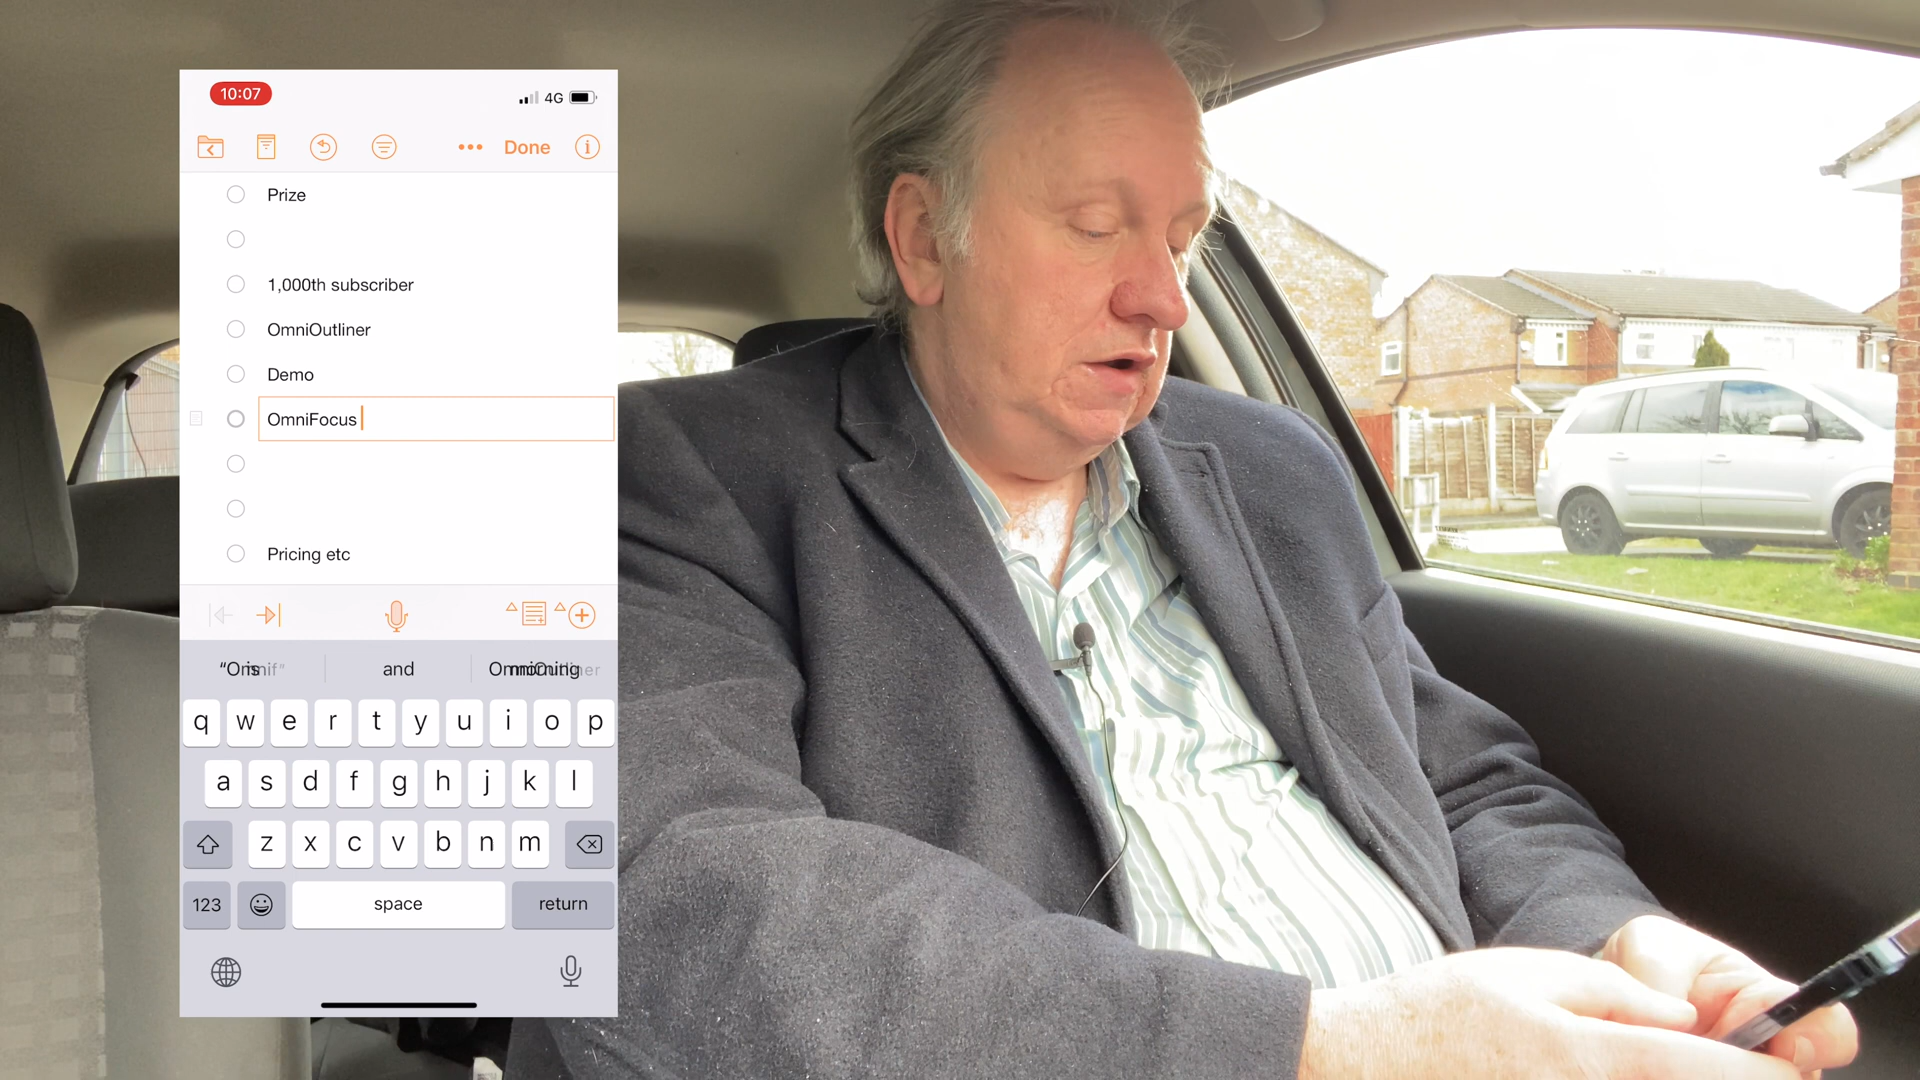 10:07
4G
Done
Prize
1,000th subscriber
OmniOutliner
Demo
OmniFocus
Pricing etc
and
q w e r t y u i o p
a s d f g h j k l
z x c v b n m
123 space return